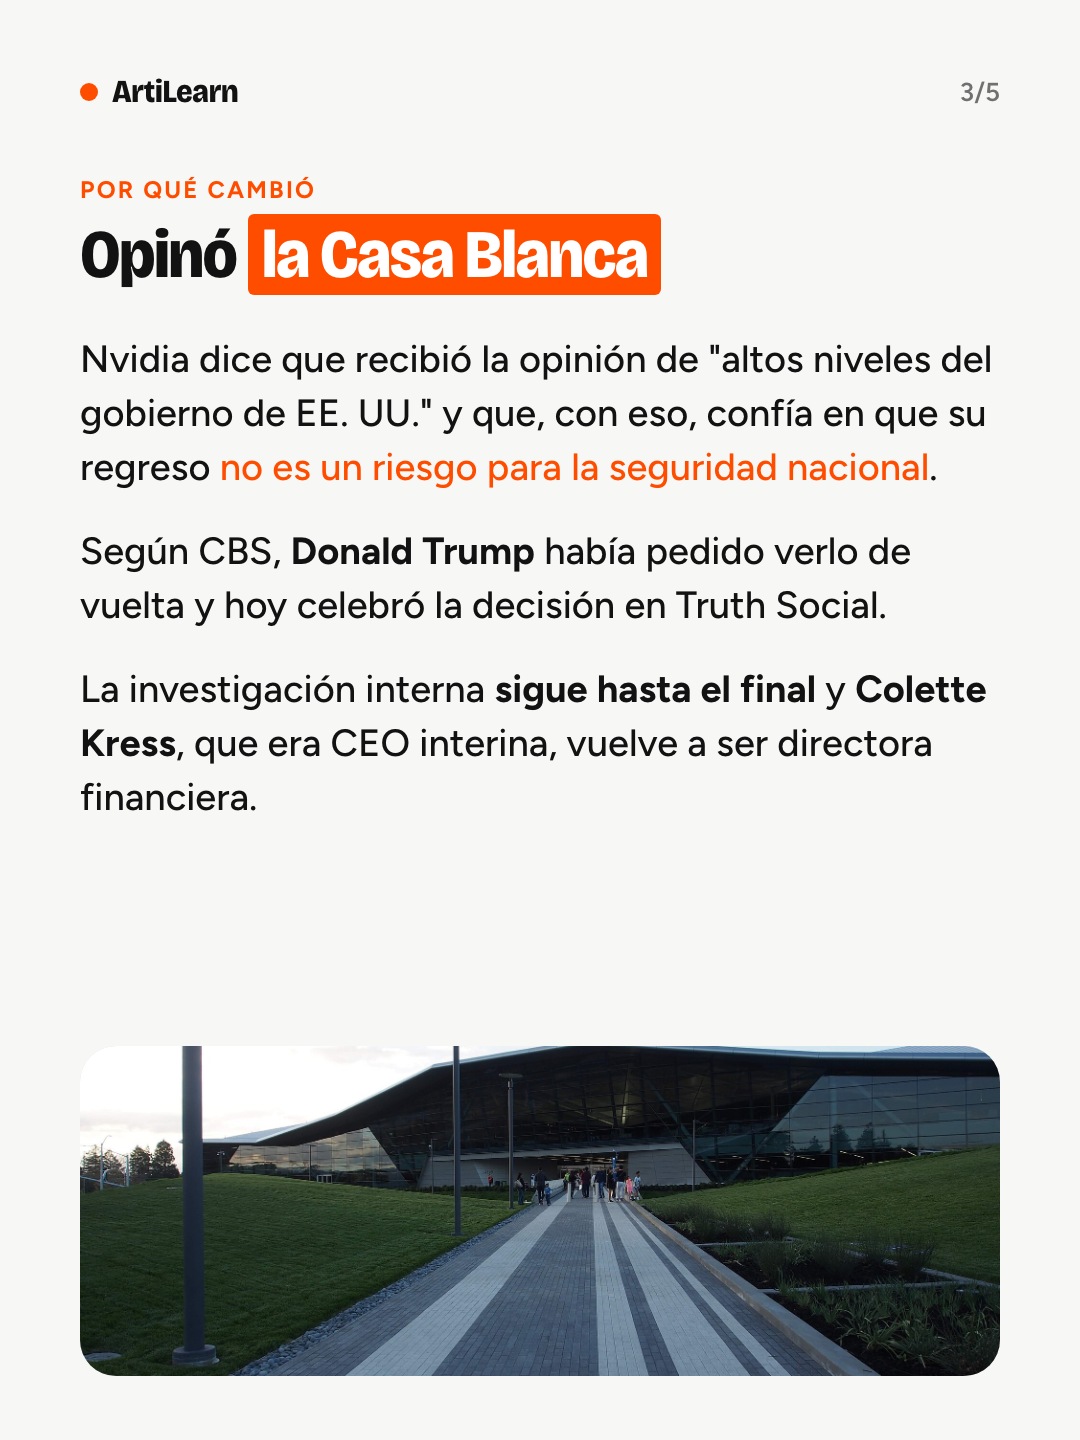 ArtiLearn
3/5
POR QUÉ CAMBIÓ
Opinó la Casa Blanca
Nvidia dice que recibió la opinión de "altos niveles del
gobierno de EE. UU." y que, con eso, confía en que su
regreso no es un riesgo para la seguridad nacional.
Según CBS, Donald Trump había pedido verlo de
vuelta y hoy celebró la decisión en Truth Social.
La investigación interna sigue hasta el final y Colette
Kress, que era CEO interina, vuelve a ser directora
financiera.